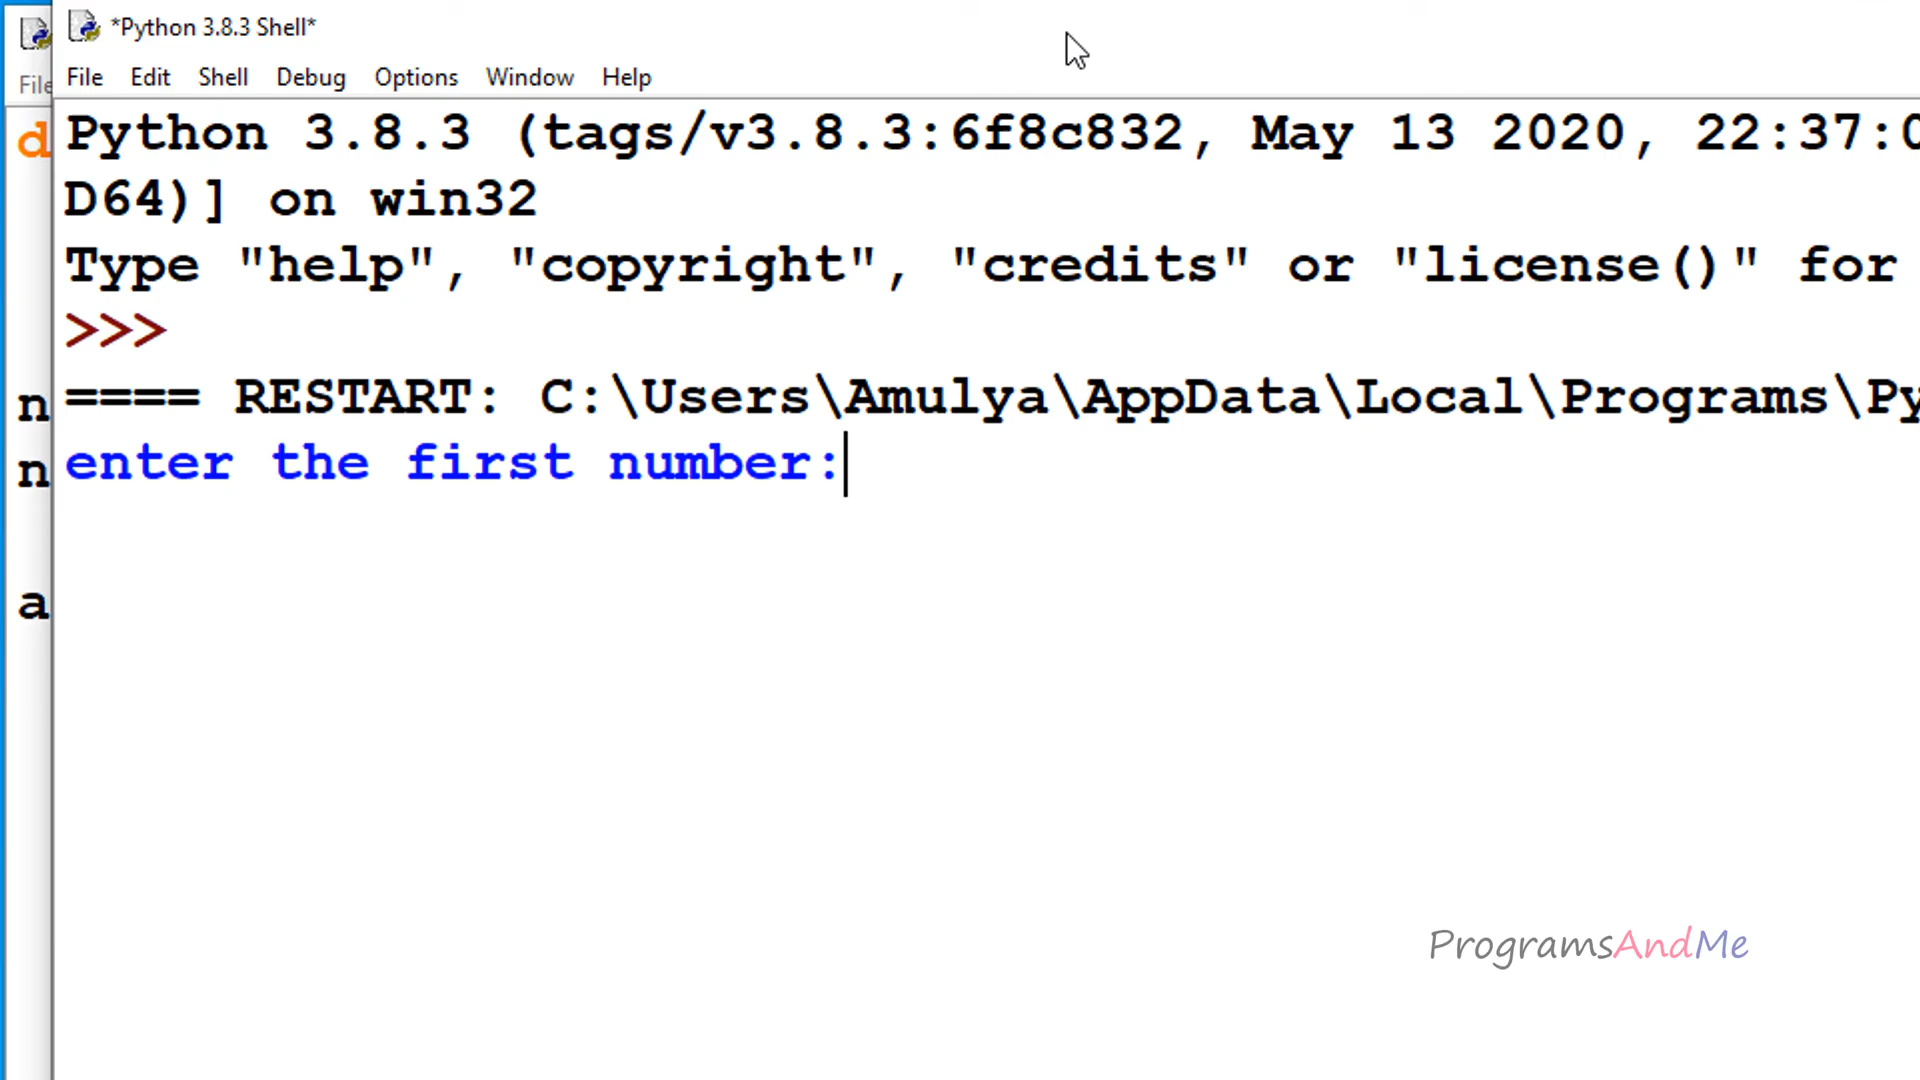 *Python 3.8.3 Shell*
File Edit Shell Debug Options Window Help
File
Python 3.8.3 (tags/v3.8.3:6f8c832, May 13 2020, 22:37:0
D64)] on win32
Type "help", "copyright", "credits" or "license()" for
>>>
==== RESTART: C:\Users\Amulya\AppData\Local\Programs\Py
enter the first number:
d
n
n
a
ProgramsAndMe